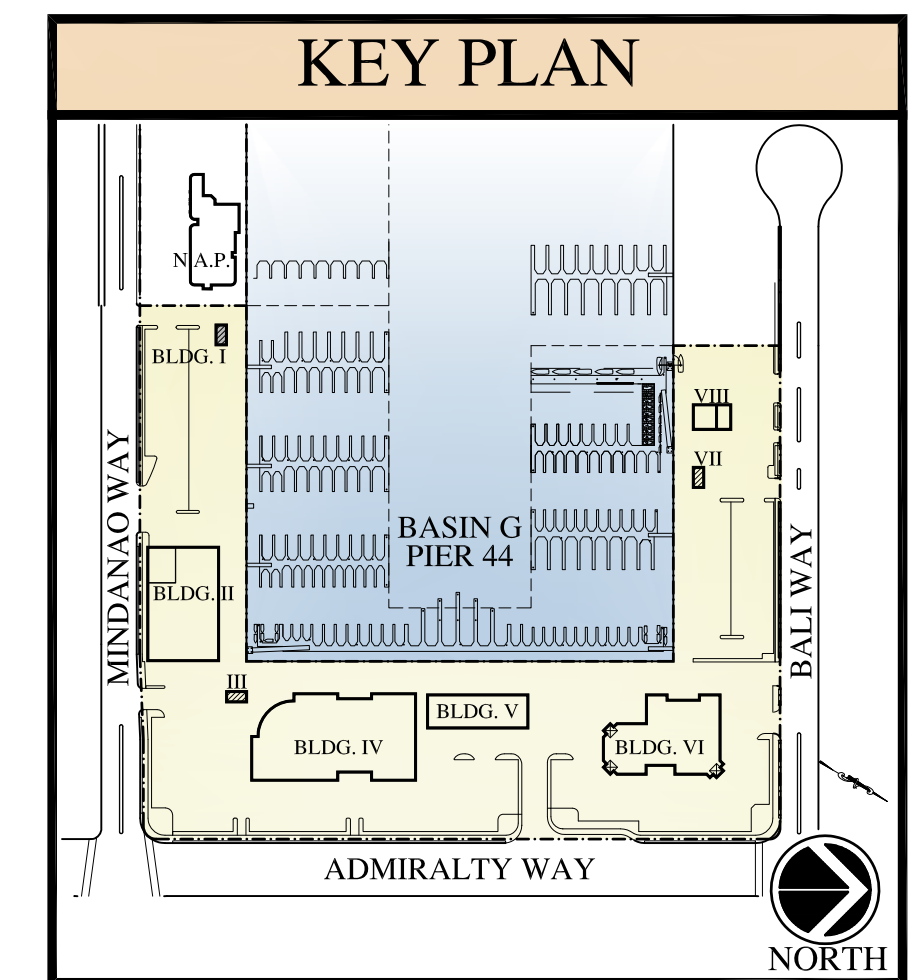 KEY PLAN
N.A.P.
BLDG. I
VIII
VII
MINDANAO WAY
BASIN G
PIER 44
BALI WAY
BLDG. II
III
BLDG. V
BLDG. IV
BLDG. VI
ADMIRALTY WAY
NORTH